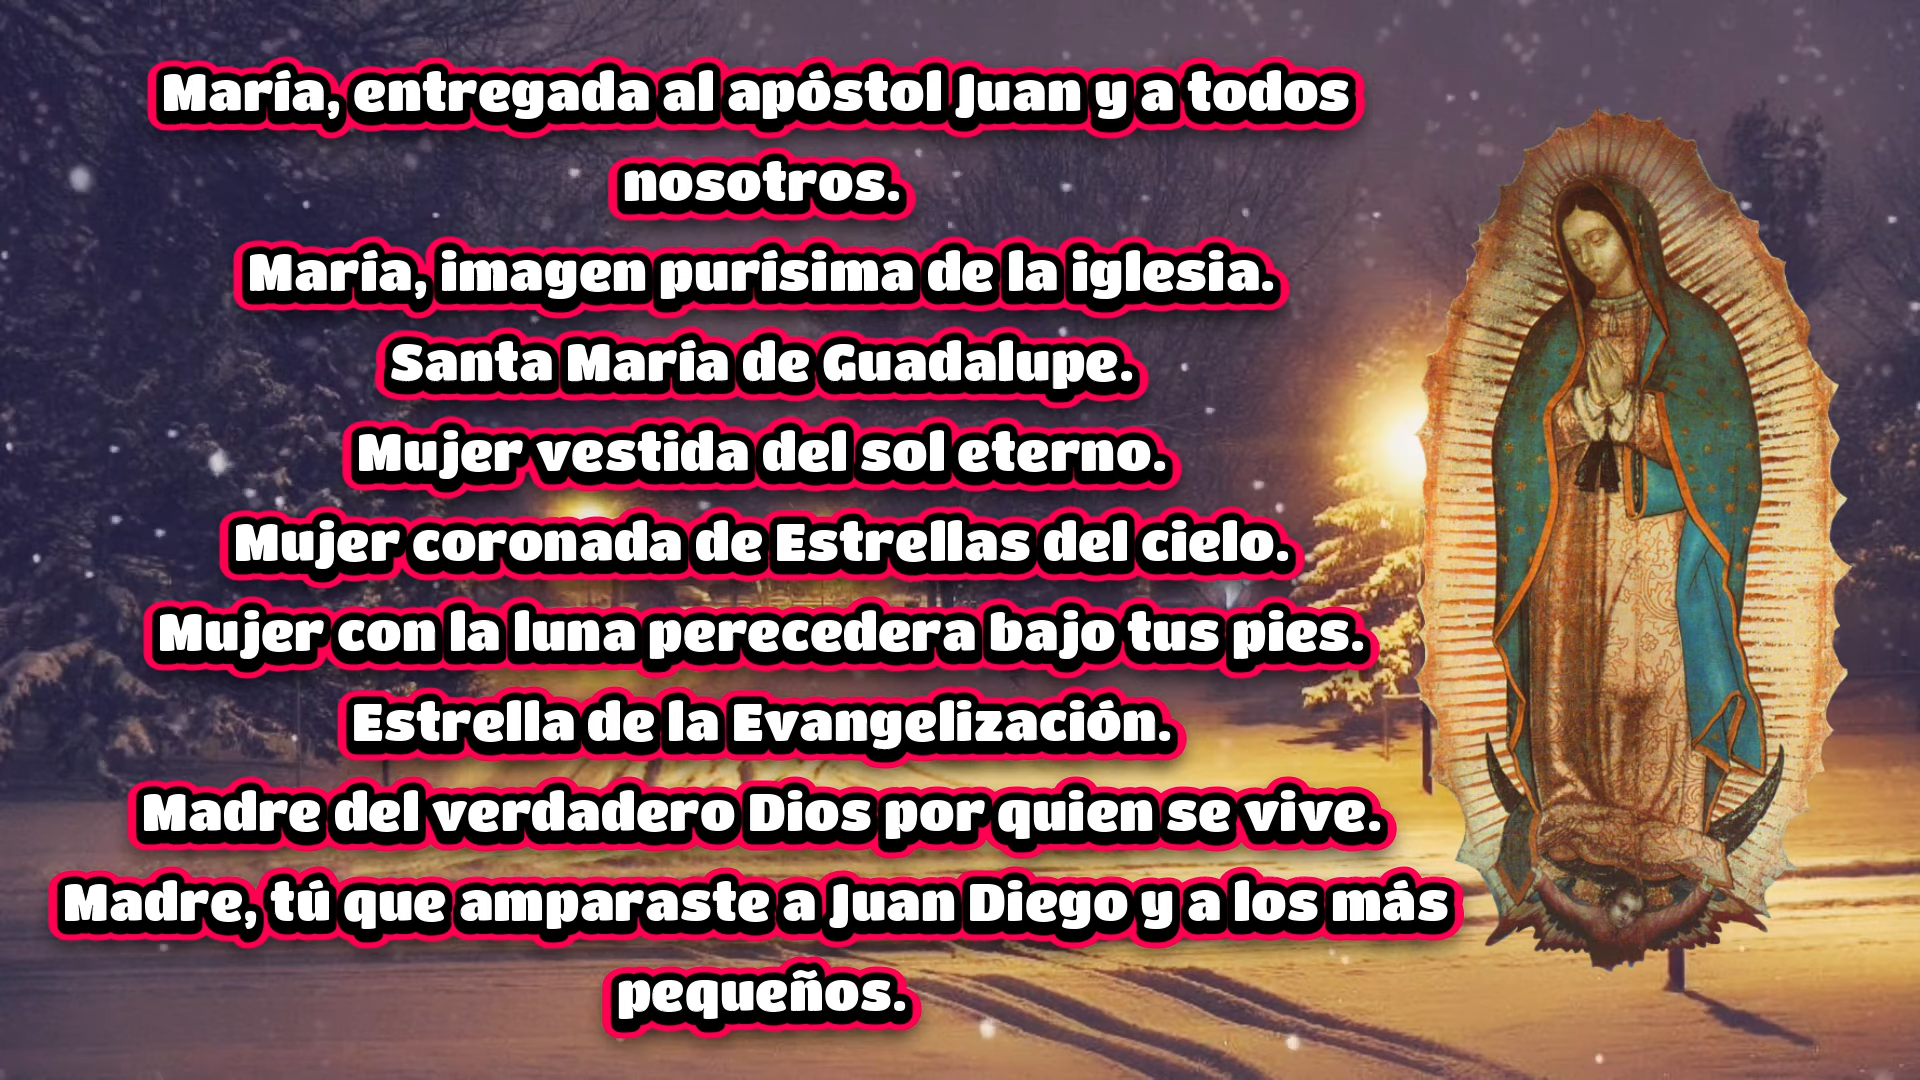 María, entregada al apóstol Juan y a todos
nosotros.
María, imagen purísima de la iglesia.
Santa María de Guadalupe.
Mujer vestida del sol eterno.
Mujer coronada de Estrellas del cielo.
Mujer con la luna perecedera bajo tus pies.
Estrella de la Evangelización.
Madre del verdadero Dios por quien se vive.
Madre, tú que amparaste a Juan Diego y a los más
pequeños.